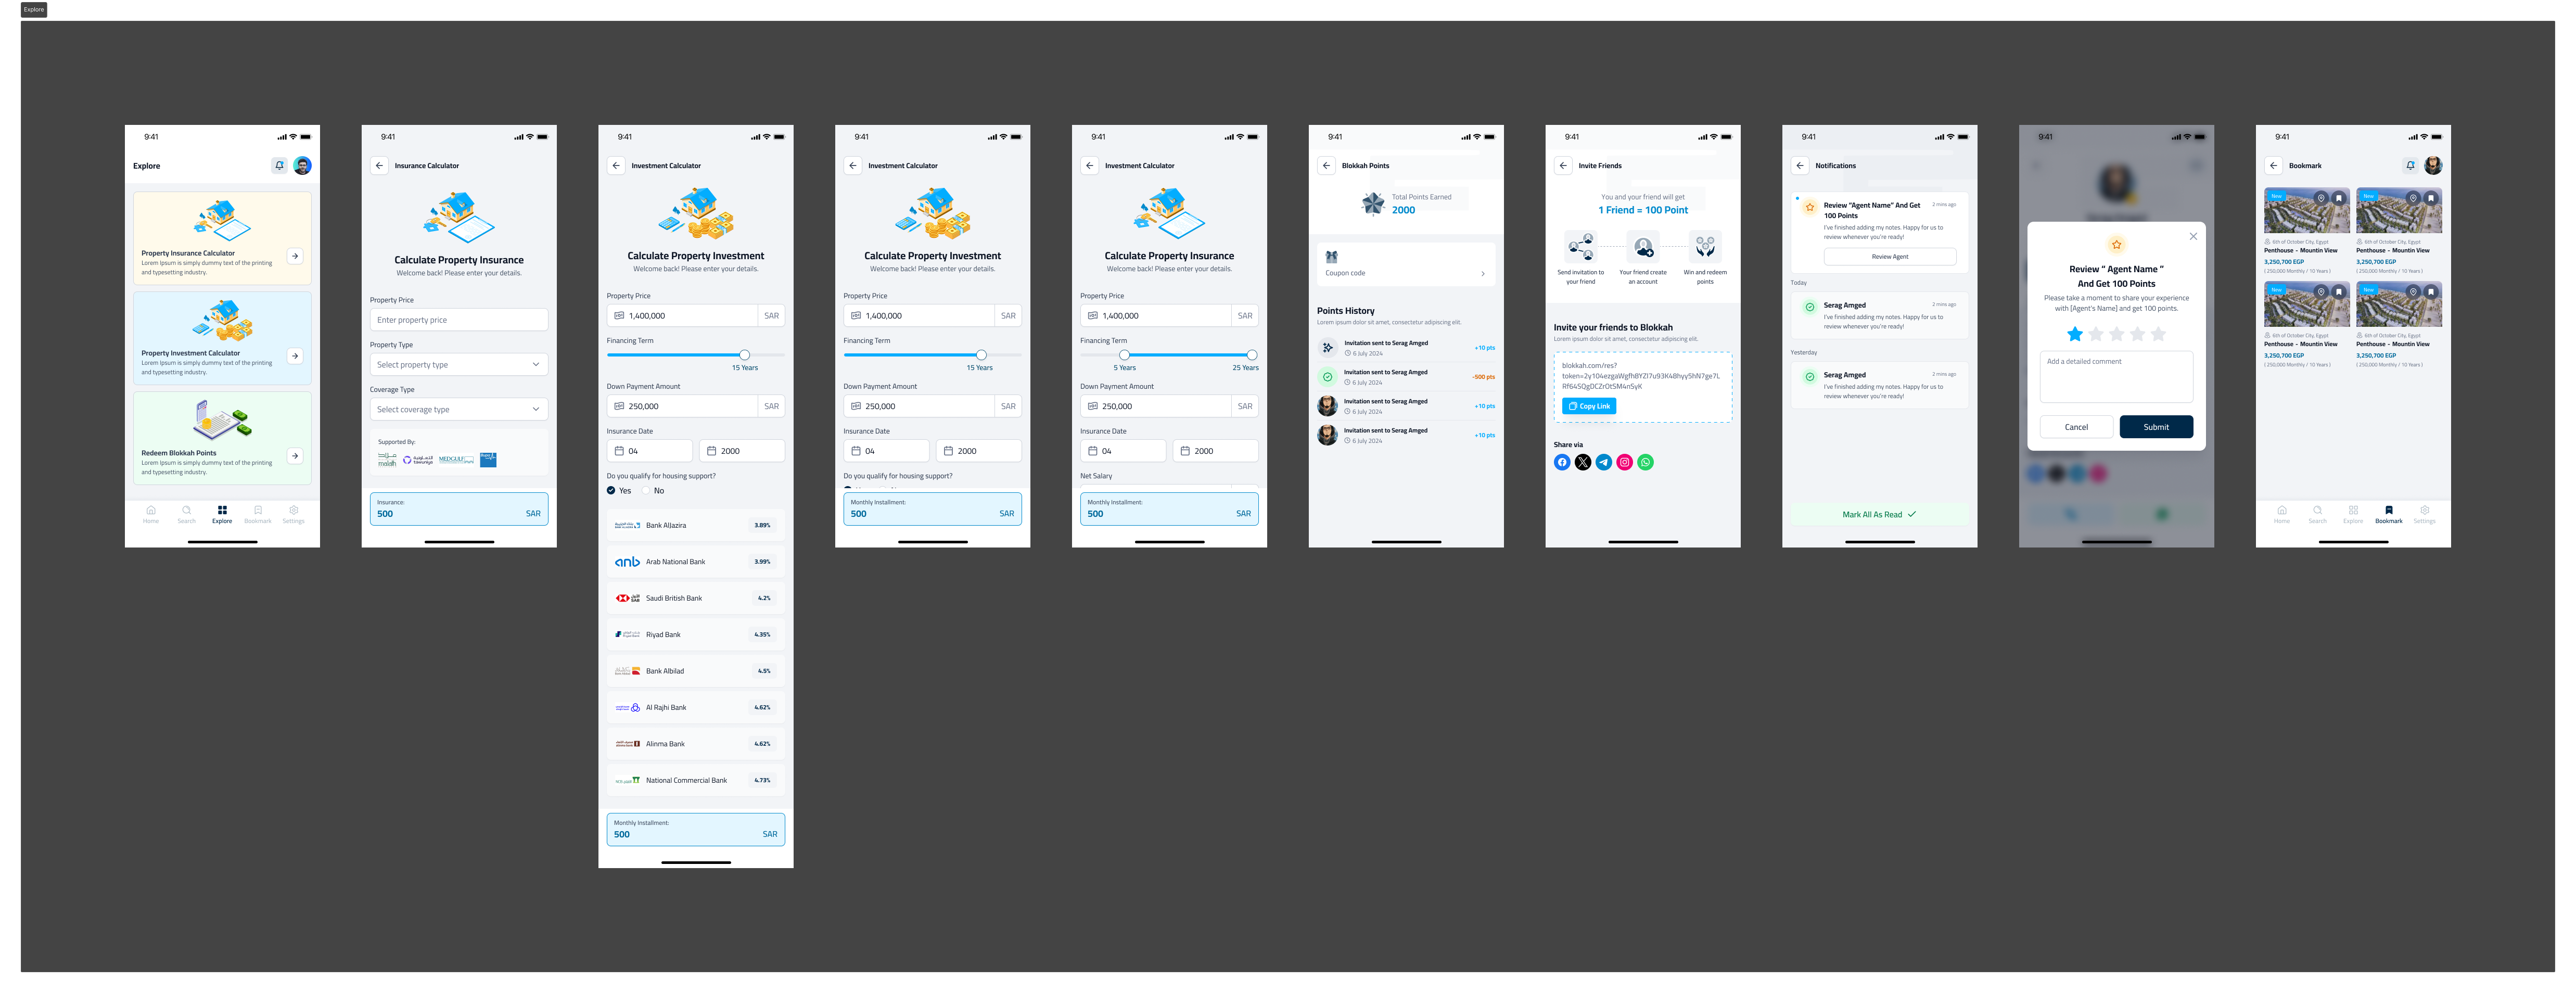 Explore
9:41
Explore
Property Insurance Calculator
Lorem Ipsum is simply dummy text of the printing
and typesetting industry.
Property Investment Calculator
Lorem Ipsum is simply dummy text of the printing
and typesetting industry.
Redeem Blokkah Points
Lorem Ipsum is simply dummy text of the printing
and typesetting industry.
Home
Search
Explore
Bookmark
Settings
9:41
Insurance Calculator
Calculate Property Insurance
Welcome back! Please enter your details.
Property Price
Enter property price
Property Type
Select property type
Coverage Type
Select coverage type
Supported By:
MEDGULF
Insurance:
500 SAR
9:41
Investment Calculator
Calculate Property Investment
Welcome back! Please enter your details.
Property Price
1,400,000 SAR
Financing Term
15 Years
Down Payment Amount
250,000 SAR
Insurance Date
04 2000
Do you qualify for housing support?
Yes No
Bank AlJazira 3.89%
anb Arab National Bank 3.99%
Saudi British Bank 4.2%
Riyad Bank 4.35%
Bank Albilad 4.5%
Al Rajhi Bank 4.62%
Alinma Bank 4.62%
National Commercial Bank 4.73%
Monthly Installment:
500 SAR
9:41
Investment Calculator
Calculate Property Investment
Welcome back! Please enter your details.
Property Price
1,400,000 SAR
Financing Term
15 Years
Down Payment Amount
250,000 SAR
Insurance Date
04 2000
Do you qualify for housing support?
Monthly Installment:
500 SAR
9:41
Investment Calculator
Calculate Property Insurance
Welcome back! Please enter your details.
Property Price
1,400,000 SAR
Financing Term
5 Years 25 Years
Down Payment Amount
250,000 SAR
Insurance Date
04 2000
Net Salary
Monthly Installment:
500 SAR
9:41
Blokkah Points
Total Points Earned
2000
Coupon code
Points History
Lorem ipsum dolor sit amet, consectetur adipiscing elit.
Invitation sent to Serag Amged
6 July 2024 +10 pts
Invitation sent to Serag Amged
6 July 2024 -500 pts
Invitation sent to Serag Amged
6 July 2024 +10 pts
Invitation sent to Serag Amged
6 July 2024 +10 pts
9:41
Invite Friends
You and your friend will get
1 Friend = 100 Point
Send invitation to
your friend
Your friend create
an account
Win and redeem
points
Invite your friends to Blokkah
Lorem ipsum dolor sit amet, consectetur adipiscing elit.
blokkah.com/res?
Copy Link
Share via
9:41
Notifications
Review "Agent Name" And Get
100 Points
2 mins ago
I've finished adding my notes. Happy for us to
review whenever you're ready!
Review Agent
Today
Serag Amged 2 mins ago
I've finished adding my notes. Happy for us to
review whenever you're ready!
Yesterday
Serag Amged 2 mins ago
I've finished adding my notes. Happy for us to
review whenever you're ready!
Mark All As Read
9:41
Review " Agent Name "
And Get 100 Points
Please take a moment to share your experience
with [Agent's Name] and get 100 points.
Add a detailed comment
Cancel
Submit
9:41
Bookmark
New
New
6th of October City, Egypt
Penthouse - Mountin View
3,250,700 EGP
( 250,000 Monthly / 10 Years )
6th of October City, Egypt
Penthouse - Mountin View
3,250,700 EGP
( 250,000 Monthly / 10 Years )
New
New
6th of October City, Egypt
Penthouse - Mountin View
3,250,700 EGP
( 250,000 Monthly / 10 Years )
6th of October City, Egypt
Penthouse - Mountin View
3,250,700 EGP
( 250,000 Monthly / 10 Years )
Home
Search
Explore
Bookmark
Settings